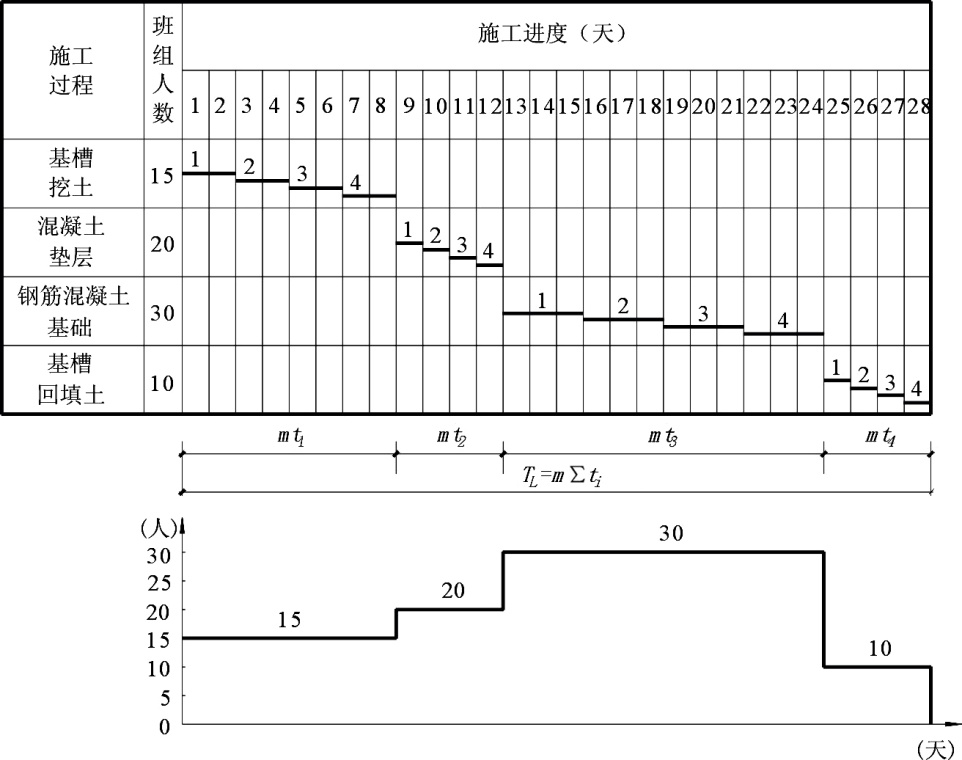 施工
过程
班
组
人
数
施工进度（天）
1 2 3 4 5 6 7 8 9 10 11 12 13 14 15 16 17 18 19 20 21 22 23 24 25 26 27 28
基槽
挖土
15
1 2 3 4
混凝土
垫层
20
1 2 3 4
钢筋混凝土
基础
30
1 2 3 4
基槽
回填土
10
1 2 3 4
mt₁ mt₂ mt₃ mt₄
T_L=m∑t_i
(人)
30
25
20
15
10
5
0
15
20
30
10
(天)